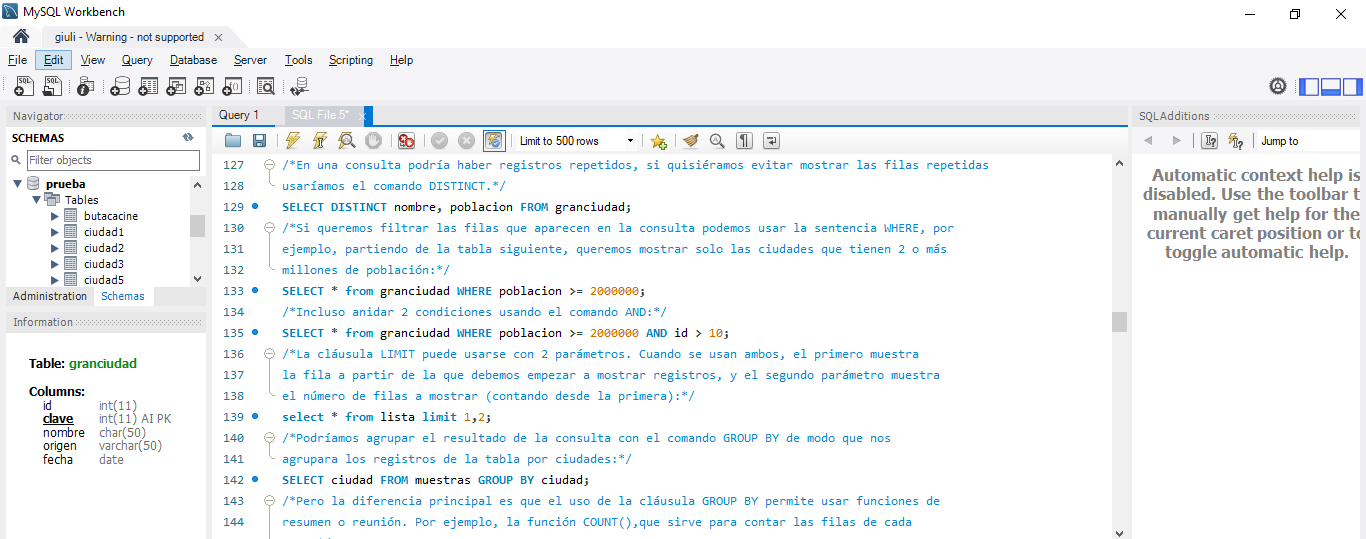 MySQL Workbench
giuli - Warning - not supported
File Edit View Query Database Server Tools Scripting Help
Navigator
SCHEMAS
Filter objects
prueba
Tables
butacacine
ciudad1
ciudad2
ciudad3
ciudad5
Administration Schemas
Information
Table: granciudad
Columns:
id int(11)
clave int(11) AI PK
nombre char(50)
origen varchar(50)
fecha date
Query 1 SQL File 5*
Limit to 500 rows
127 /*En una consulta podría haber registros repetidos, si quisiéramos evitar mostrar las filas repetidas
128 usaríamos el comando DISTINCT.*/
129 SELECT DISTINCT nombre, poblacion FROM granciudad;
130 /*Si queremos filtrar las filas que aparecen en la consulta podemos usar la sentencia WHERE, por
131 ejemplo, partiendo de la tabla siguiente, queremos mostrar solo las ciudades que tienen 2 o más
132 millones de población:*/
133 SELECT * from granciudad WHERE poblacion >= 2000000;
134 /*Incluso anidar 2 condiciones usando el comando AND:*/
135 SELECT * from granciudad WHERE poblacion >= 2000000 AND id > 10;
136 /*La cláusula LIMIT puede usarse con 2 parámetros. Cuando se usan ambos, el primero muestra
137 la fila a partir de la que debemos empezar a mostrar registros, y el segundo parámetro muestra
138 el número de filas a mostrar (contando desde la primera):*/
139 select * from lista limit 1,2;
140 /*Podríamos agrupar el resultado de la consulta con el comando GROUP BY de modo que nos
141 agrupara los registros de la tabla por ciudades:*/
142 SELECT ciudad FROM muestras GROUP BY ciudad;
143 /*Pero la diferencia principal es que el uso de la cláusula GROUP BY permite usar funciones de
144 resumen o reunión. Por ejemplo, la función COUNT(),que sirve para contar las filas de cada
SQLAdditions
Jump to
Automatic context help is
disabled. Use the toolbar t
manually get help for the
current caret position or to
toggle automatic help.